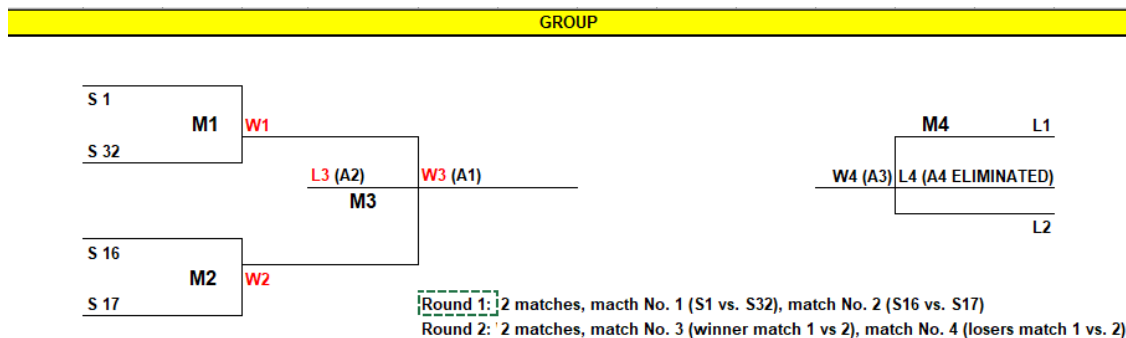 GROUP
S 1
M1 W1
S 32
L3 (A2) W3 (A1)
M3
S 16
M2 W2
S 17
M4 L1
W4 (A3) L4 (A4 ELIMINATED)
L2
Round 1: 2 matches, macth No. 1 (S1 vs. S32), match No. 2 (S16 vs. S17)
Round 2: 2 matches, match No. 3 (winner match 1 vs 2), match No. 4 (losers match 1 vs. 2)